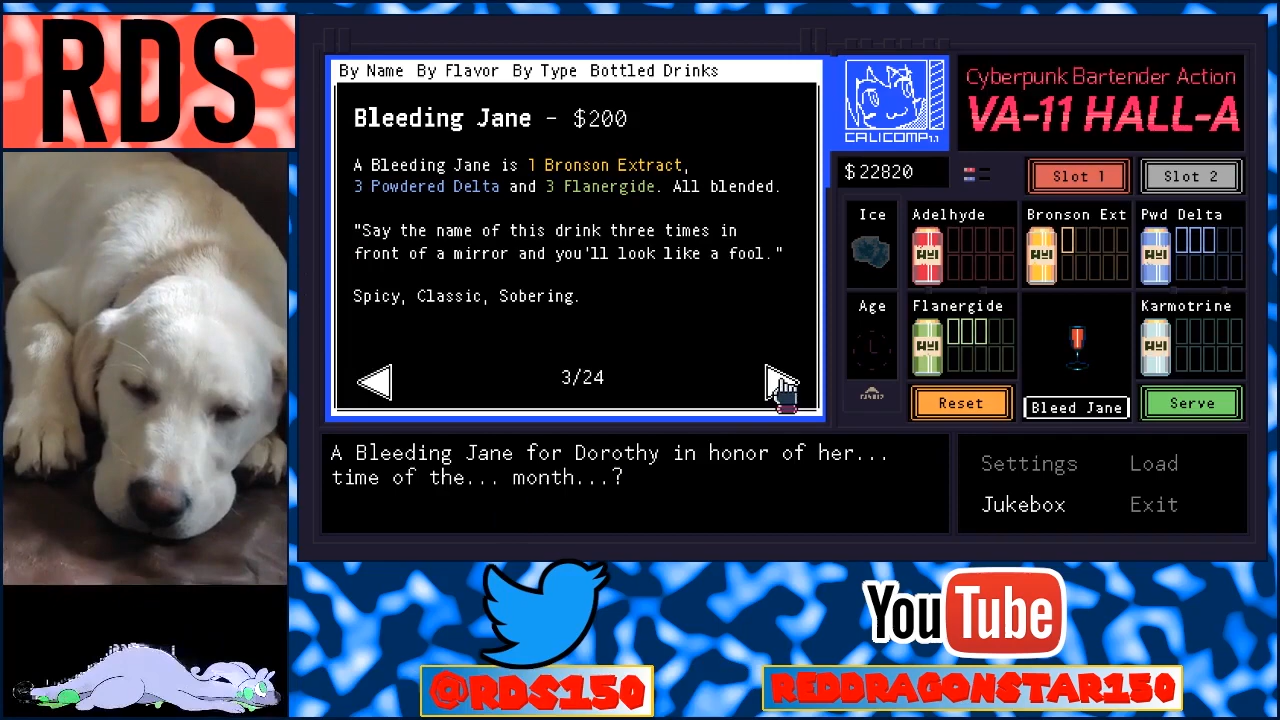 RDS
By Name By Flavor By Type Bottled Drinks
Bleeding Jane - $200
A Bleeding Jane is 1 Bronson Extract,
3 Powdered Delta and 3 Flanergide. All blended.
"Say the name of this drink three times in
front of a mirror and you'll look like a fool."
Spicy, Classic, Sobering.
3/24
CALICOMP1.1
Cyberpunk Bartender Action
VA-11 HALL-A
$22820
Slot 1
Slot 2
Ice
Adelhyde
Bronson Ext
Pwd Delta
Age
Flanergide
Karmotrine
Reset
Bleed Jane
Serve
A Bleeding Jane for Dorothy in honor of her...
time of the... month...?
Settings
Load
Jukebox
Exit
YouTube
@RDS150
REDDRAGONSTAR150